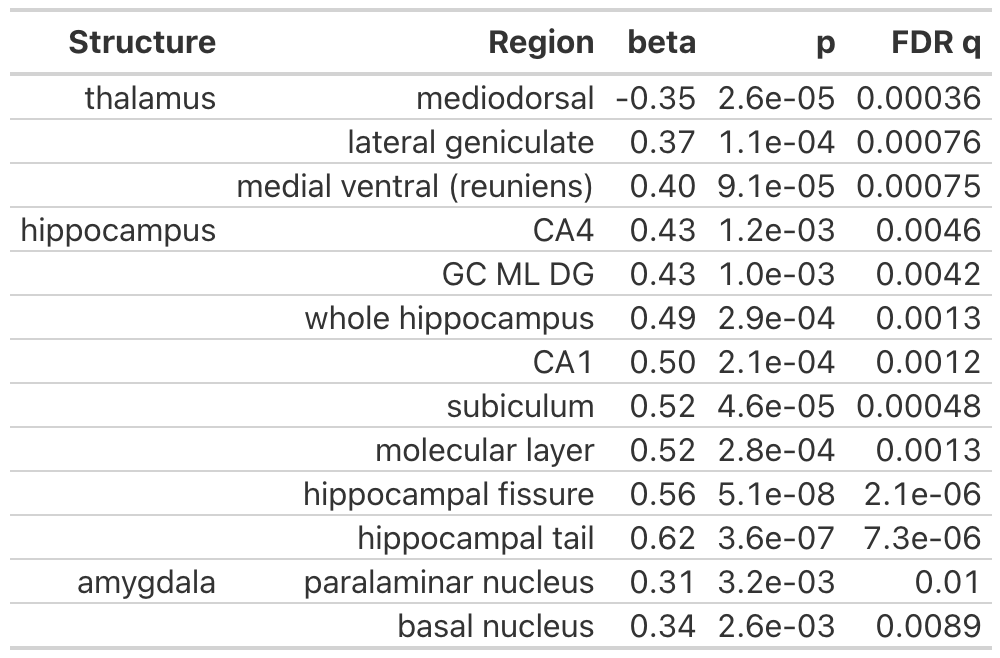 Structure Region beta p FDR q
thalamus mediodorsal -0.35 2.6e-05 0.00036
lateral geniculate 0.37 1.1e-04 0.00076
medial ventral (reuniens) 0.40 9.1e-05 0.00075
hippocampus CA4 0.43 1.2e-03 0.0046
GC ML DG 0.43 1.0e-03 0.0042
whole hippocampus 0.49 2.9e-04 0.0013
CA1 0.50 2.1e-04 0.0012
subiculum 0.52 4.6e-05 0.00048
molecular layer 0.52 2.8e-04 0.0013
hippocampal fissure 0.56 5.1e-08 2.1e-06
hippocampal tail 0.62 3.6e-07 7.3e-06
amygdala paralaminar nucleus 0.31 3.2e-03 0.01
basal nucleus 0.34 2.6e-03 0.0089